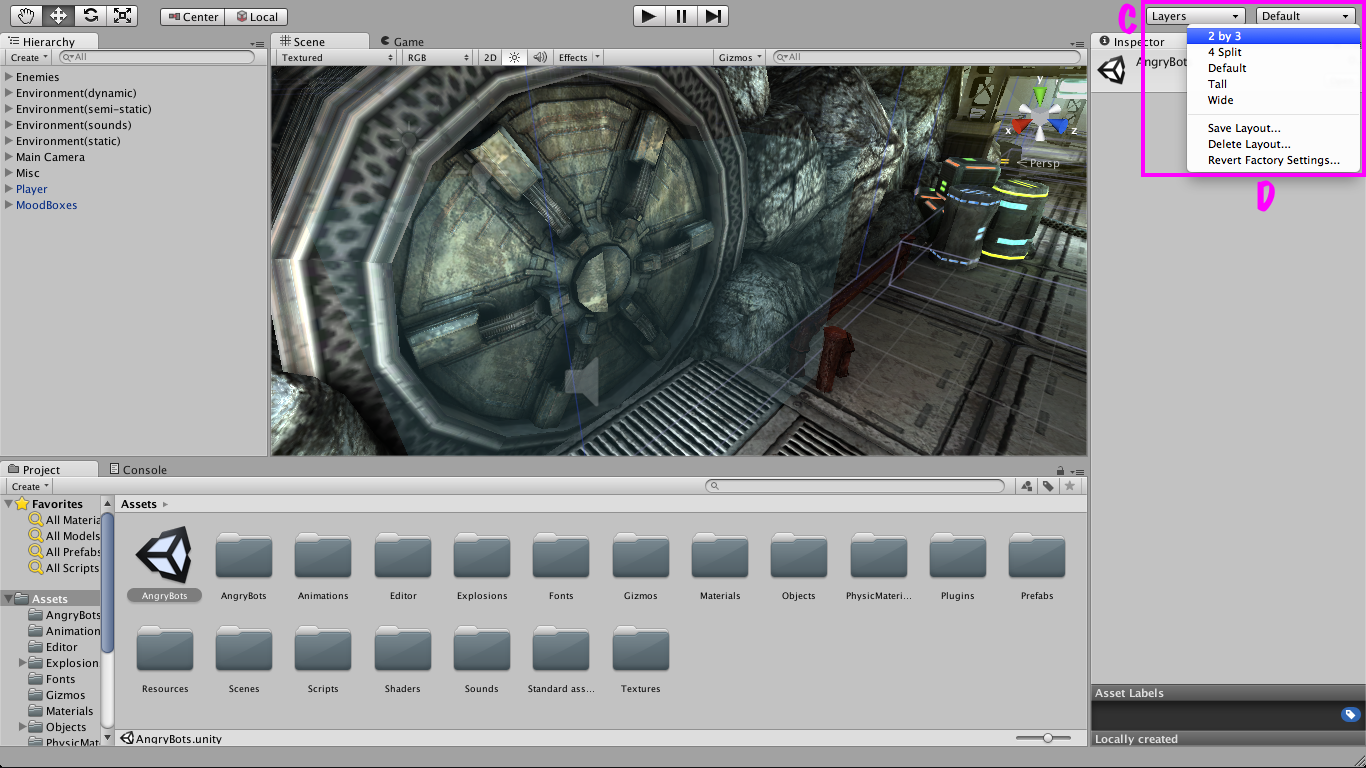 Center Local
C Layers Default
Hierarchy
Create All
Enemies
Environment(dynamic)
Environment(semi-static)
Environment(sounds)
Environment(static)
Main Camera
Misc
Player
MoodBoxes
Scene Game
Textured RGB 2D Effects Gizmos All
y
x z
Persp
Inspector
AngryBot
2 by 3
4 Split
Default
Tall
Wide
Save Layout...
Delete Layout...
Revert Factory Settings...
D
Project Console
Create
Favorites
All Materia
All Models
All Prefabs
All Scripts
Assets
AngryBots
Animation
Editor
Explosion
Fonts
Gizmos
Materials
Objects
PhysicMat
Assets
AngryBots AngryBots Animations Editor Explosions Fonts Gizmos Materials Objects PhysicMateri... Plugins Prefabs
Resources Scenes Scripts Shaders Sounds Standard ass... Textures
AngryBots.unity
Asset Labels
Locally created